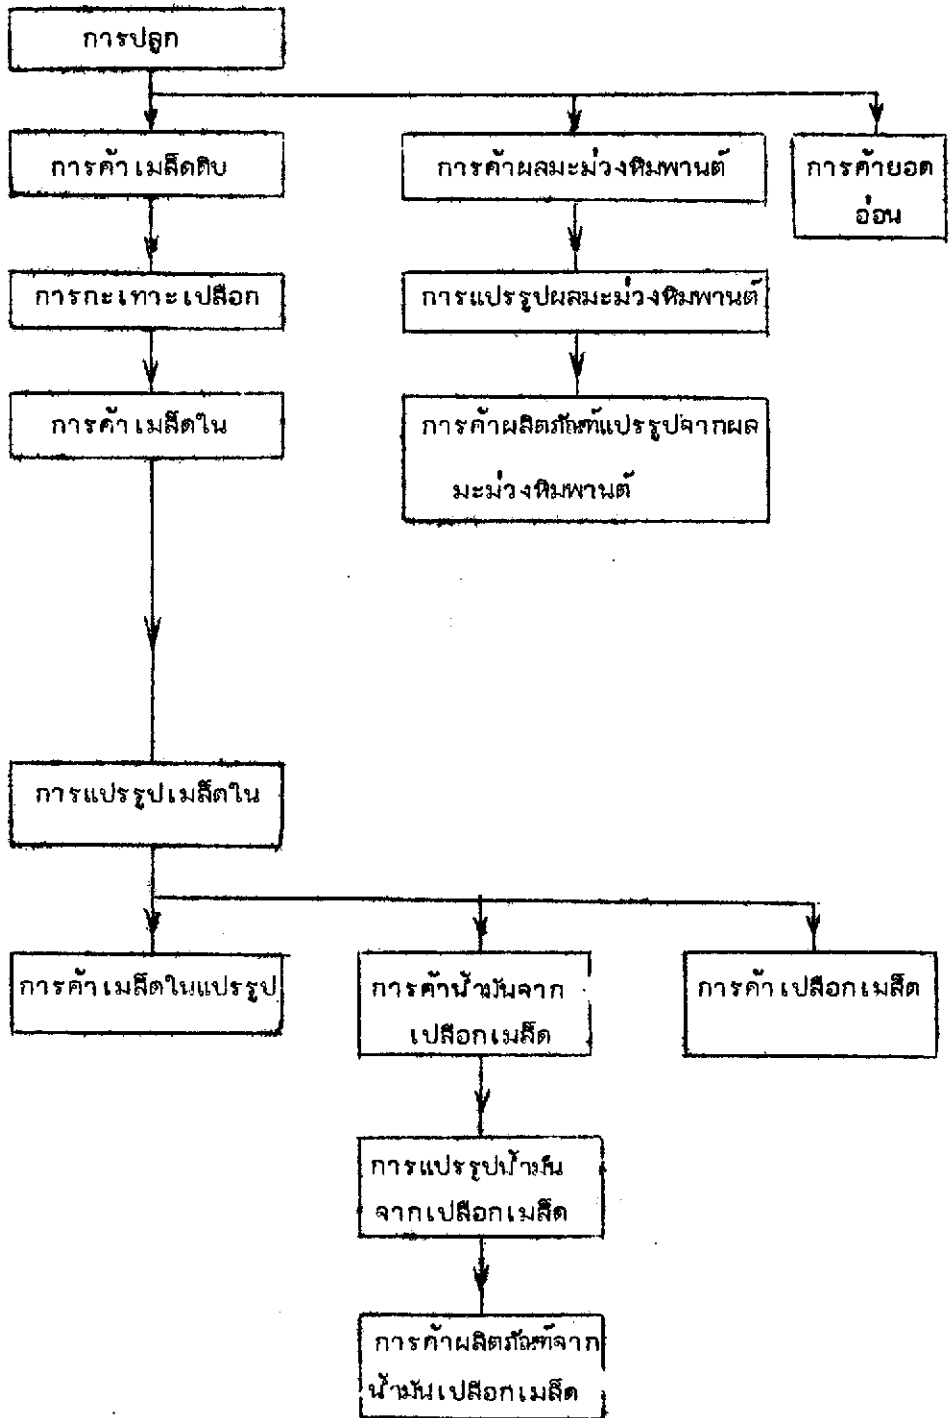 การปลูก
การค้าเมล็ดดิบ
การค้าผลมะม่วงหิมพานต์
การค้ายอด
อ่อน
การกะเทาะเปลือก
การแปรรูปผลมะม่วงหิมพานต์
การค้าเมล็ดใน
การค้าผลิตภัณฑ์แปรรูปจากผล
มะม่วงหิมพานต์
การแปรรูปเมล็ดใน
การค้าเมล็ดในแปรรูป
การค้าน้ำมันจาก
เปลือกเมล็ด
การค้าเปลือกเมล็ด
การแปรรูปน้ำมัน
จากเปลือกเมล็ด
การค้าผลิตภัณฑ์จาก
น้ำมันเปลือกเมล็ด